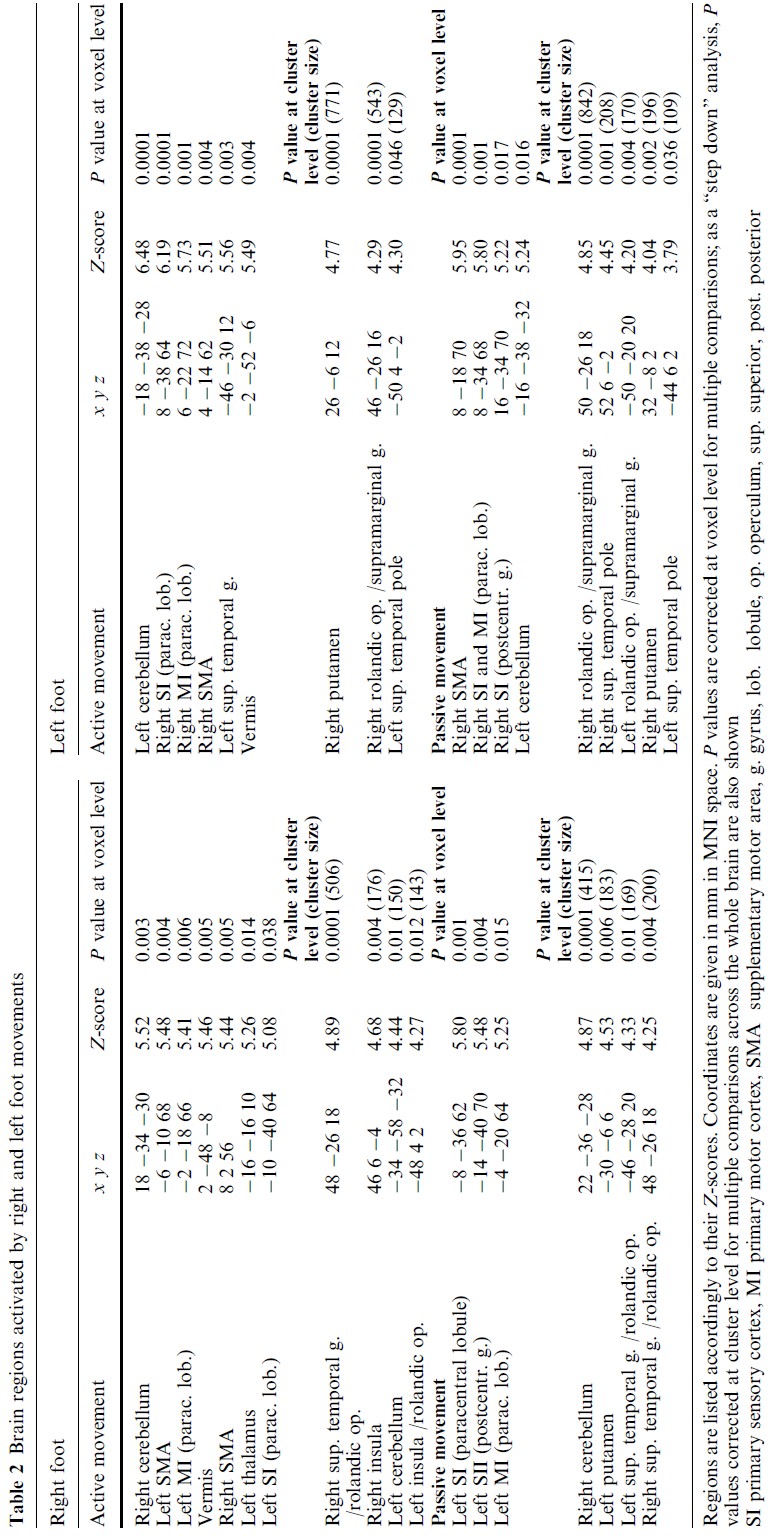 Table 2 Brain regions activated by right and left foot movements
Right foot Left foot
Active movement x y z Z-score P value at voxel level Active movement x y z Z-score P value at voxel level
Right cerebellum 18 −34 −30 5.52 0.003 Left cerebellum −18 −38 −28 6.48 0.0001
Left SMA −6 −10 68 5.48 0.004 Right SI (parac. lob.) 8 −38 64 6.19 0.0001
Left MI (parac. lob.) −2 −18 66 5.41 0.006 Right MI (parac. lob.) 6 −22 72 5.73 0.001
Vermis 2 −48 −8 5.46 0.005 Right SMA 4 −14 62 5.51 0.004
Right SMA 8 2 56 5.44 0.005 Left sup. temporal g. −46 −30 12 5.56 0.003
Left thalamus −16 −16 10 5.26 0.014 Vermis −2 −52 −6 5.49 0.004
Left SI (parac. lob.) −10 −40 64 5.08 0.038
P value at cluster P value at cluster
level (cluster size) level (cluster size)
Right sup. temporal g. 48 −26 18 4.89 0.0001 (506) Right putamen 26 −6 12 4.77 0.0001 (771)
/rolandic op.
Right insula 46 6 −4 4.68 0.004 (176) Right rolandic op. /supramarginal g. 46 −26 16 4.29 0.0001 (543)
Left cerebellum −34 −58 −32 4.44 0.01 (150) Left sup. temporal pole −50 4 −2 4.30 0.046 (129)
Left insula /rolandic op. −48 4 2 4.27 0.012 (143)
Passive movement P value at voxel level Passive movement P value at voxel level
Left SI (paracentral lobule) −8 −36 62 5.80 0.001 Right SMA 8 −18 70 5.95 0.0001
Left SII (postcentr. g.) −14 −40 70 5.48 0.004 Right SI and MI (parac. lob.) 8 −34 68 5.80 0.001
Left MI (parac. lob.) −4 −20 64 5.25 0.015 Right SI (postcentr. g.) 16 −34 70 5.22 0.017
Left cerebellum −16 −38 −32 5.24 0.016
P value at cluster P value at cluster
level (cluster size) level (cluster size)
Right cerebellum 22 −36 −28 4.87 0.0001 (415) Right rolandic op. /supramarginal g. 50 −26 18 4.85 0.0001 (842)
Left putamen −30 −6 6 4.53 0.006 (183) Right sup. temporal pole 52 6 −2 4.45 0.001 (208)
Left sup. temporal g. /rolandic op. −46 −28 20 4.33 0.01 (169) Left rolandic op. /supramarginal g. −50 −20 20 4.20 0.004 (170)
Right sup. temporal g. /rolandic op. 48 −26 18 4.25 0.004 (200) Right putamen 32 −8 2 4.04 0.002 (196)
Left sup. temporal pole −44 6 2 3.79 0.036 (109)
Regions are listed accordingly to their Z-scores. Coordinates are given in mm in MNI space. P values are corrected at voxel level for multiple comparisons; as a “step down” analysis, P
values corrected at cluster level for multiple comparisons across the whole brain are also shown
SI primary sensory cortex, MI primary motor cortex, SMA supplementary motor area, g. gyrus, lob. lobule, op. operculum, sup. superior, post. posterior